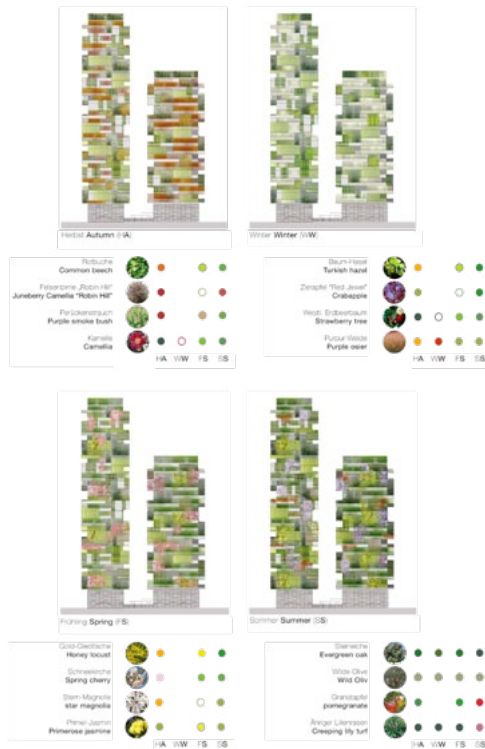 Herbst Autumn (HA)
Winter Winter (WW)
Rotbuche
Common beech
Felsenbirne „Robin Hill"
Juneberry Camellia "Robin Hill"
Perückenstrauch
Purple smoke bush
Kamelie
Camellia
HA WW FS SS
Baum-Hasel
Turkish hazel
Zierapfel "Red Jewel"
Crabapple
Westl. Erdbeerbaum
Strawberry tree
Purpur-Weide
Purple osier
HA WW FS SS
Frühling Spring (FS)
Sommer Summer (SS)
Gold-Gleditschie
Honey locust
Spring cherry
Stern-Magnolie
star magnolia
Primel-Jasmin
Primerose jasmine
HA WW FS SS
Steineiche
Evergreen oak
Wilde Olive
Wild Oliv
Granatapfel
pomegranate
Ähriger Lilienrasen
Creeping lily turf
HA WW FS SS